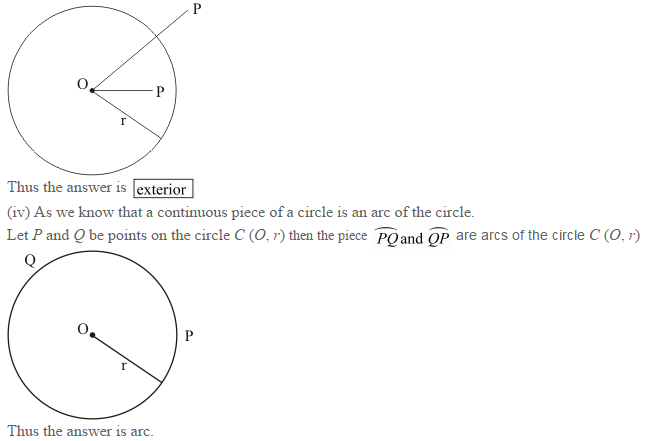 P
O
P
r
Thus the answer is exterior
(iv) As we know that a continuous piece of a circle is an arc of the circle.
Let P and Q be points on the circle C (O, r) then the piece PQ and QP are arcs of the circle C (O, r)
Q
O
P
r
Thus the answer is arc.